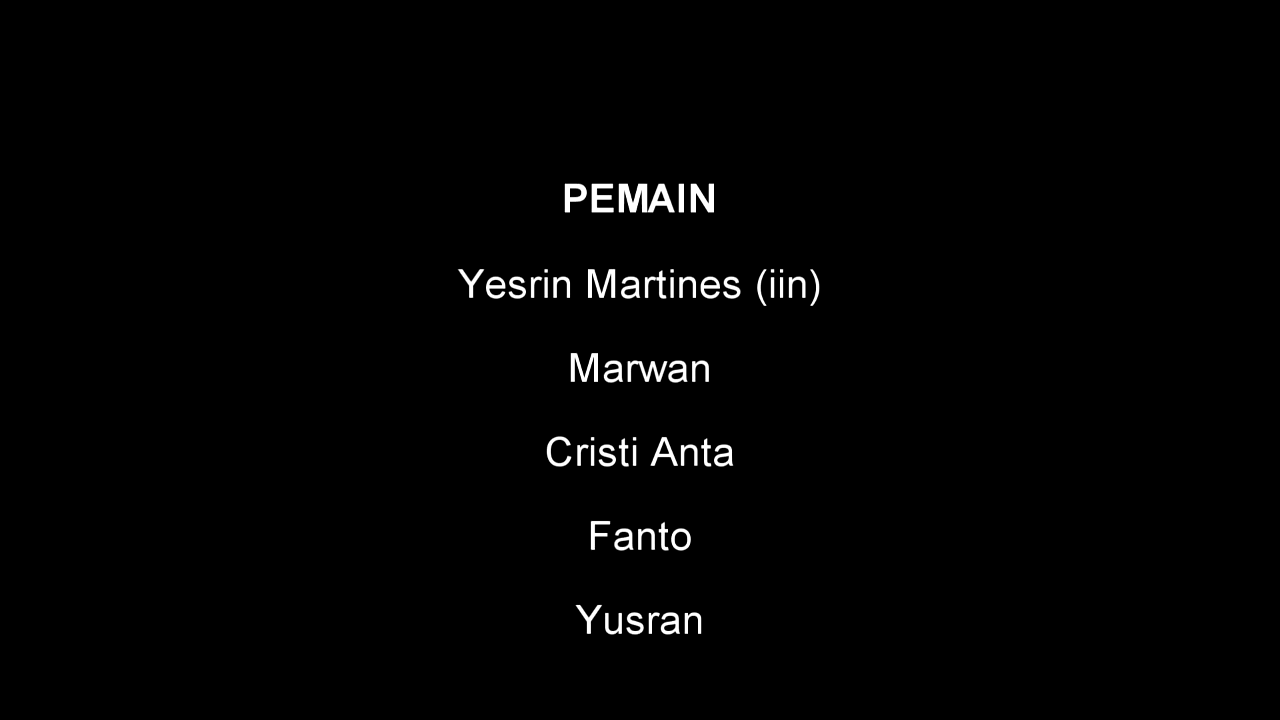 PEMAIN
Yesrin Martines (iin)
Marwan
Cristi Anta
Fanto
Yusran